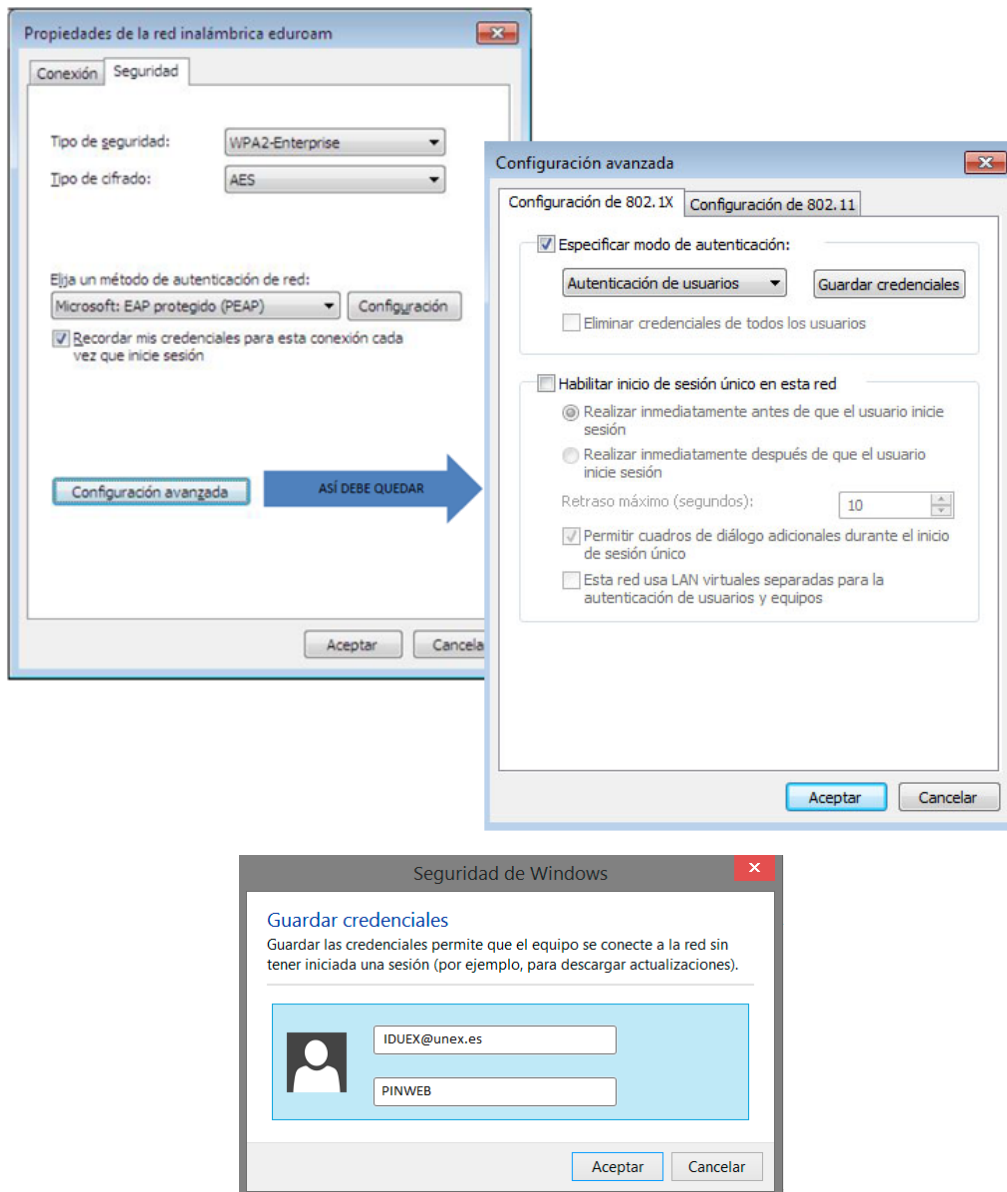 Propiedades de la red inalámbrica eduroam
Conexión
Seguridad
Tipo de seguridad:
WPA2-Enterprise
Tipo de cifrado:
AES
Elija un método de autenticación de red:
Microsoft: EAP protegido (PEAP)
Configuración
Recordar mis credenciales para esta conexión cada
vez que inicie sesión
Configuración avanzada
ASÍ DEBE QUEDAR
Aceptar
Cancela
Configuración avanzada
Configuración de 802.1X
Configuración de 802.11
Especificar modo de autenticación:
Autenticación de usuarios
Guardar credenciales
Eliminar credenciales de todos los usuarios
Habilitar inicio de sesión único en esta red
Realizar inmediatamente antes de que el usuario inicie
sesión
Realizar inmediatamente después de que el usuario
inicie sesión
Retraso máximo (segundos):
10
Permitir cuadros de diálogo adicionales durante el inicio
de sesión único
Esta red usa LAN virtuales separadas para la
autenticación de usuarios y equipos
Aceptar
Cancelar
Seguridad de Windows
Guardar credenciales
Guardar las credenciales permite que el equipo se conecte a la red sin
tener iniciada una sesión (por ejemplo, para descargar actualizaciones).
IDUEX@unex.es
PINWEB
Aceptar
Cancelar